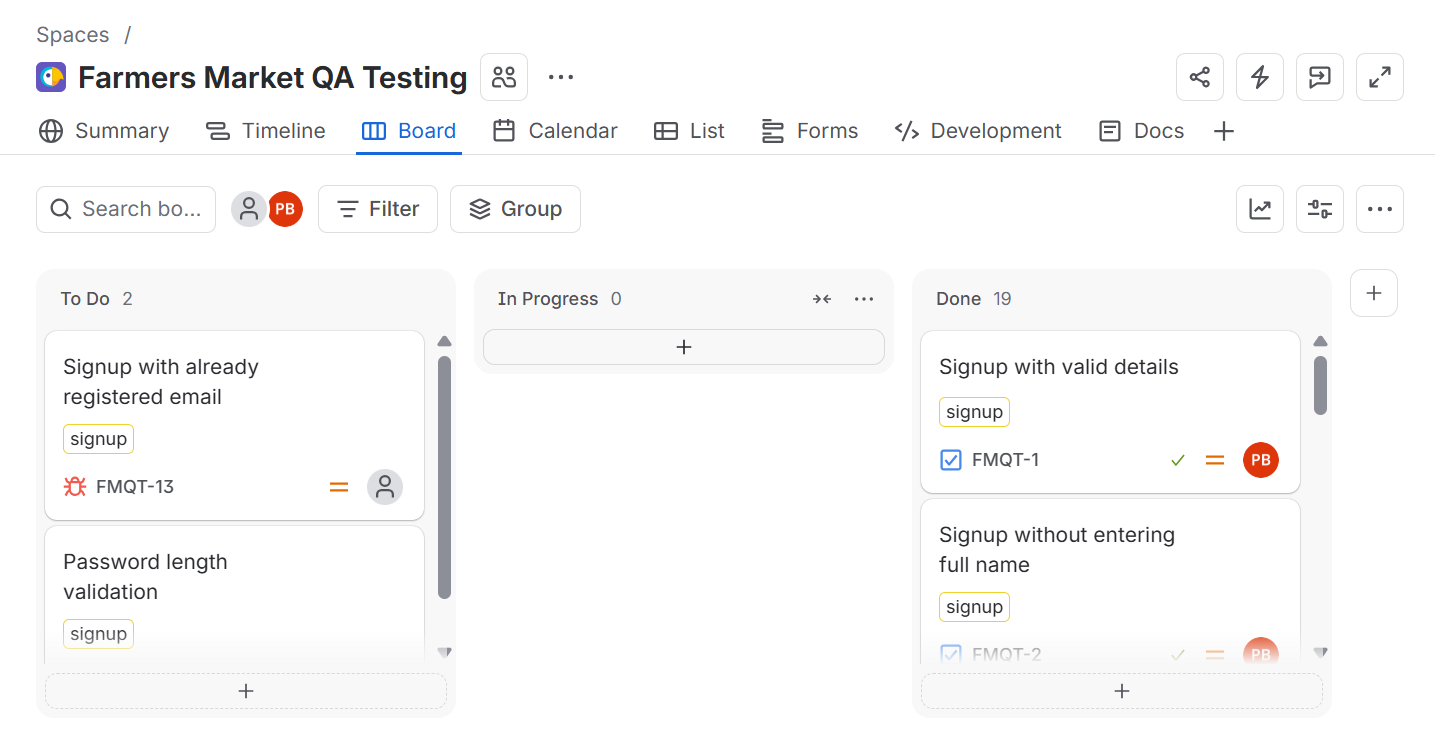 Spaces /
Farmers Market QA Testing
Summary Timeline Board Calendar List Forms Development Docs
Search bo... PB Filter Group
To Do 2
Signup with already
registered email
signup
FMQT-13
Password length
validation
signup
In Progress 0
Done 19
Signup with valid details
signup
FMQT-1 PB
Signup without entering
full name
signup
FMQT-2 PB